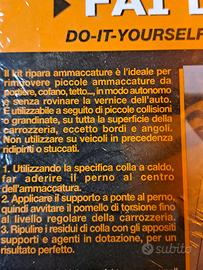 FAI
DO-IT-YOURSELF
Il kit ripara ammaccature è l'ideale per
rimuovere piccole ammaccature da
portiere, cofano, tetto..., in modo autonomo
e senza rovinare la vernice dell'auto.
È utilizzabile a seguito di piccole collisioni
o grandinate, su tutta la superficie della
carrozzeria, eccetto bordi e angoli.
Non utilizzare su veicoli in precedenza
ridipinti o stuccati.
1. Utilizzando la specifica colla a caldo,
far aderire il perno al centro
dell'ammaccatura.
2. Applicare il supporto a ponte al perno,
quindi avvitare il pomello di torsione fino
al livello regolare della carrozzeria.
3. Ripulire i residui di colla con gli appositi
supporti e agenti in dotazione, per un
risultato perfetto.
subito